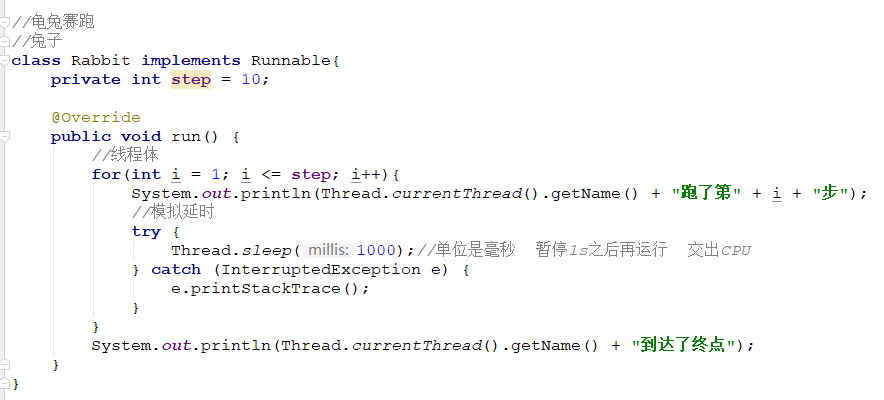 //龟兔赛跑
//兔子
class Rabbit implements Runnable{
    private int step = 10;
    @Override
    public void run() {
        //线程体
        for(int i = 1; i <= step; i++){
            System.out.println(Thread.currentThread().getName() + "跑了第" + i + "步");
            //模拟延时
            try {
                Thread.sleep( millis: 1000);//单位是毫秒  暂停1s之后再运行  交出CPU
            } catch (InterruptedException e) {
                e.printStackTrace();
            }
        }
        System.out.println(Thread.currentThread().getName() + "到达了终点");
    }
}